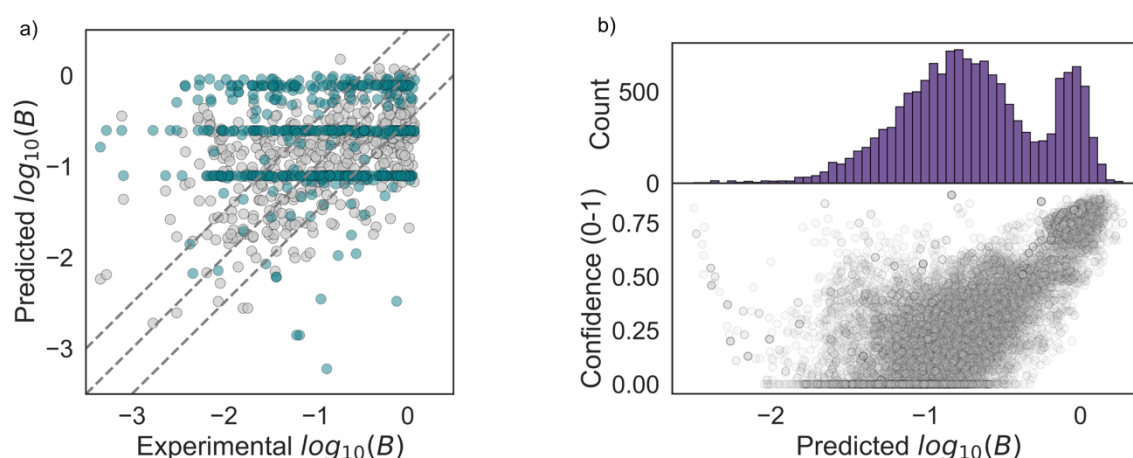 a)
Predicted log₁₀(B)
0
−1
−2
−3
−3 −2 −1 0
Experimental log₁₀(B)
b)
Count
500
0
Confidence (0-1)
0.75
0.50
0.25
0.00
−2 −1 0
Predicted log₁₀(B)